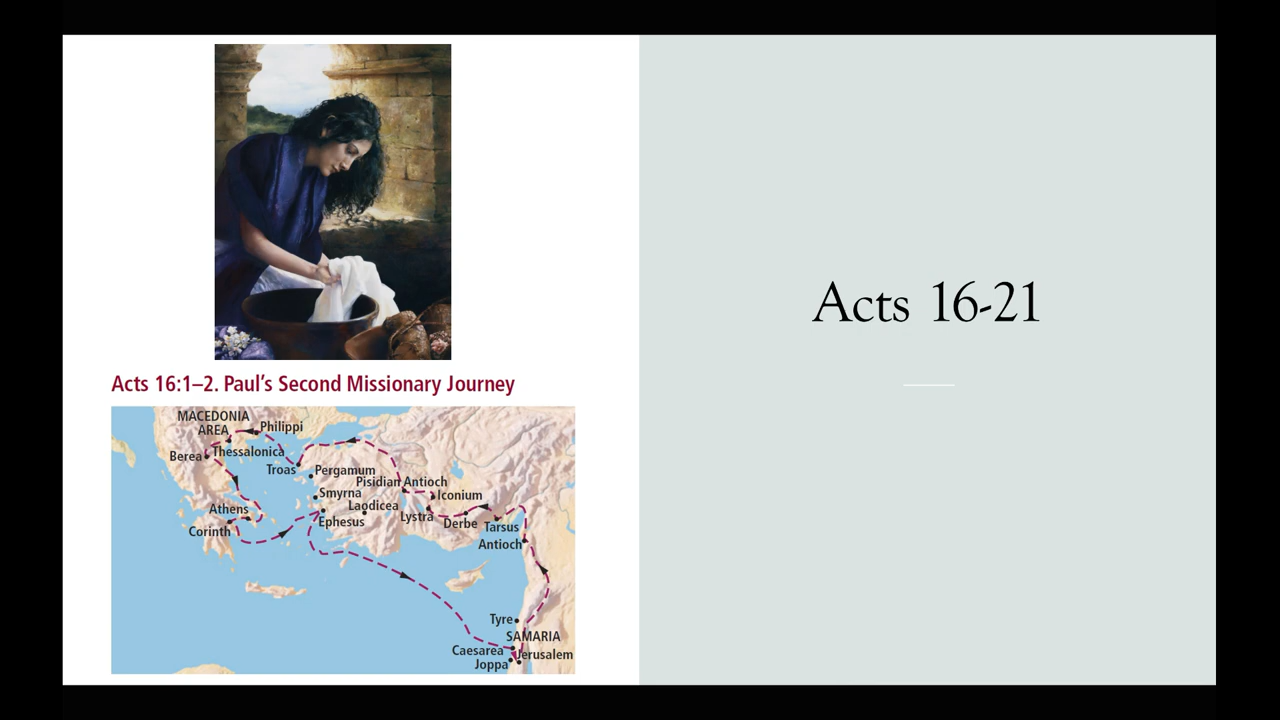 Acts 16:1–2. Paul's Second Missionary Journey
MACEDONIA
AREA
Philippi
Berea
Thessalonica
Troas
Pergamum
Pisidian Antioch
Smyrna
Iconium
Laodicea
Athens
Ephesus
Lystra
Derbe
Tarsus
Corinth
Antioch
Tyre
SAMARIA
Caesarea
Jerusalem
Joppa
Acts 16-21